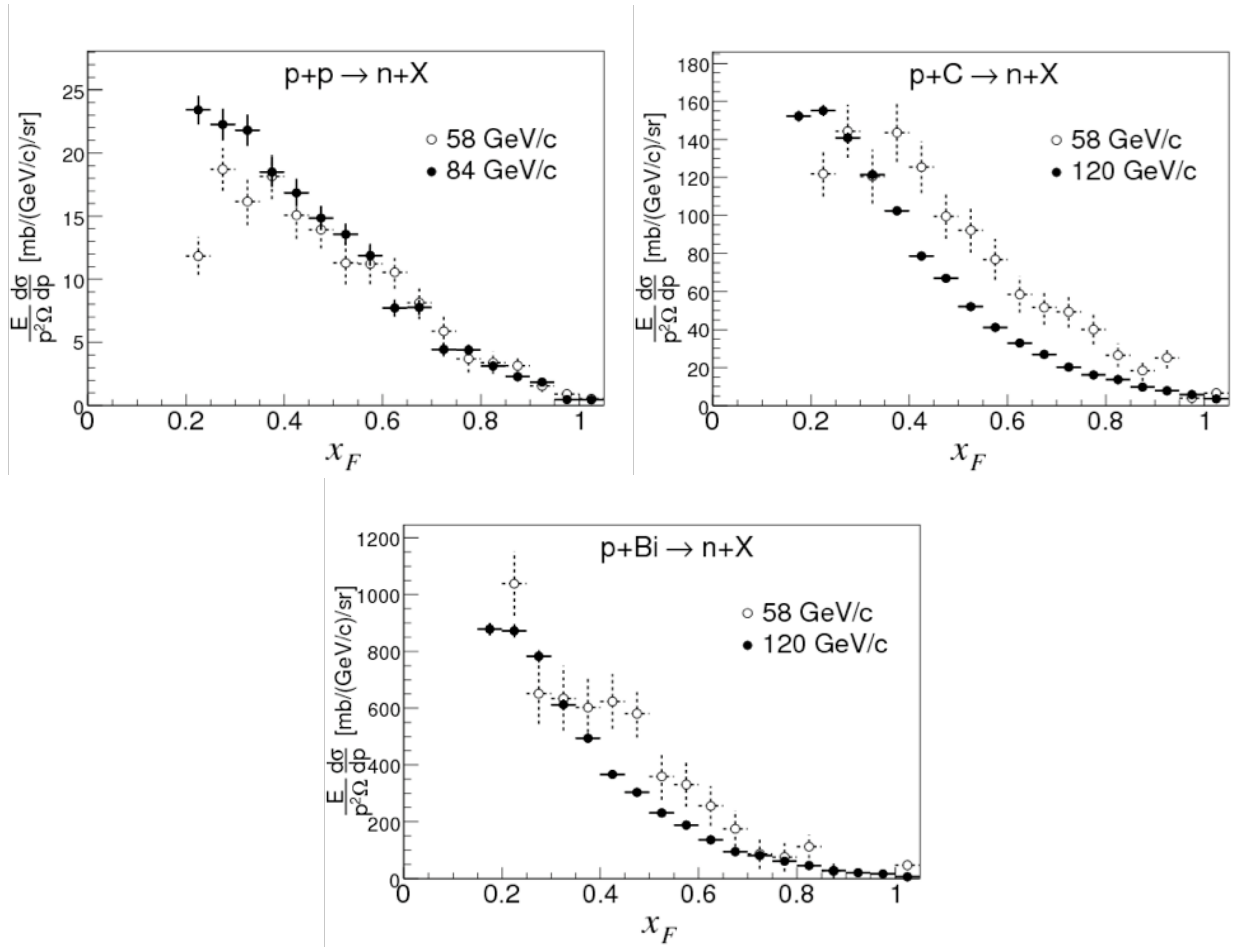 p+p → n+X
58 GeV/c
84 GeV/c
E/p²Ω dσ/dp [mb/(GeV/c)/sr]
25
20
15
10
5
0
0 0.2 0.4 0.6 0.8 1
x_F
p+C → n+X
58 GeV/c
120 GeV/c
E/p²Ω dσ/dp [mb/(GeV/c)/sr]
180
160
140
120
100
80
60
40
20
0
0 0.2 0.4 0.6 0.8 1
x_F
p+Bi → n+X
58 GeV/c
120 GeV/c
E/p²Ω dσ/dp [mb/(GeV/c)/sr]
1200
1000
800
600
400
200
0
0 0.2 0.4 0.6 0.8 1
x_F